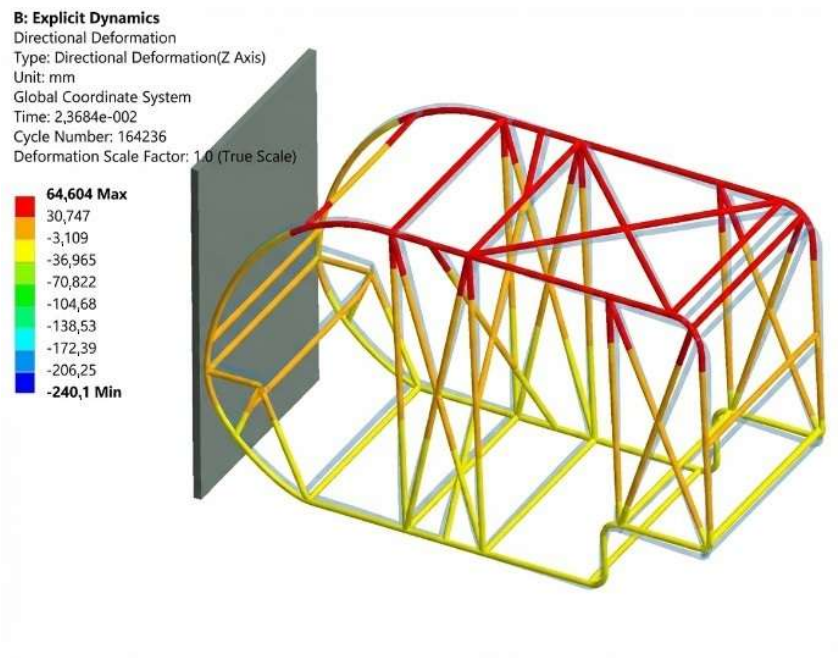 B: Explicit Dynamics
Directional Deformation
Type: Directional Deformation(Z Axis)
Unit: mm
Global Coordinate System
Time: 2,3684e-002
Cycle Number: 164236
Deformation Scale Factor: 1.0 (True Scale)
64,604 Max
30,747
-3,109
-36,965
-70,822
-104,68
-138,53
-172,39
-206,25
-240,1 Min